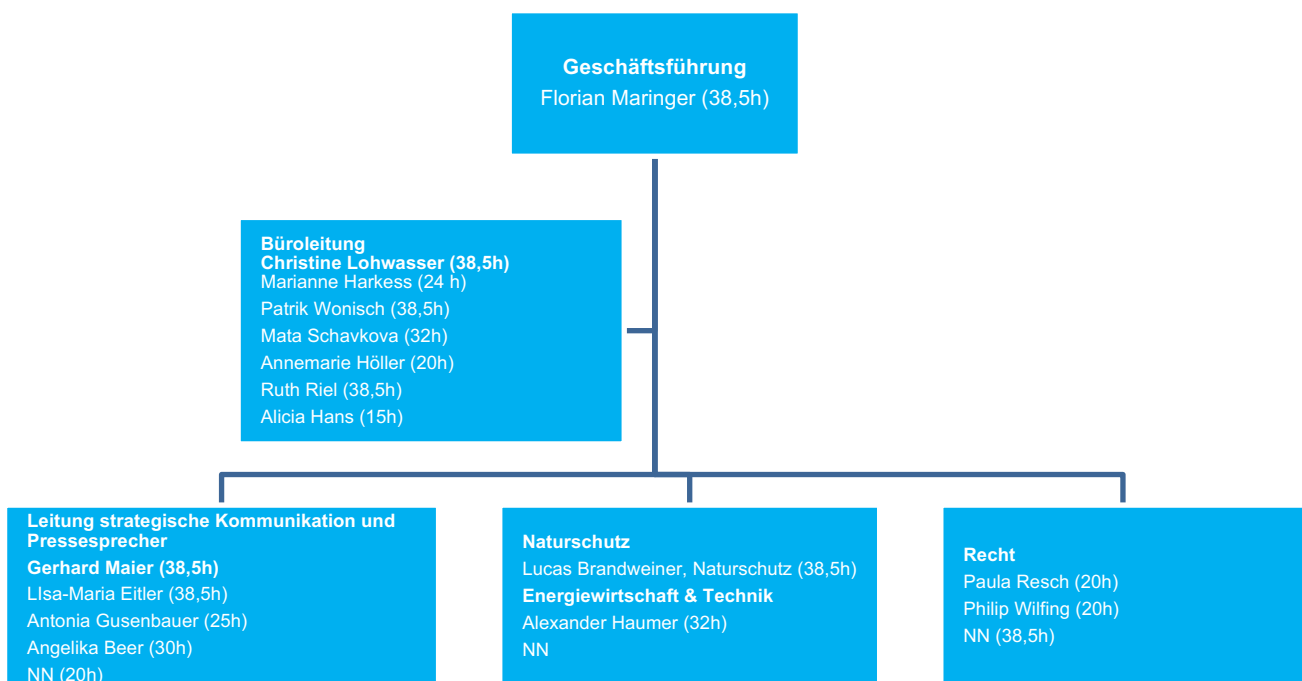 Geschäftsführung
Florian Maringer (38,5h)
Büroleitung
Christine Lohwasser (38,5h)
Marianne Harkess (24 h)
Patrik Wonisch (38,5h)
Mata Schavkova (32h)
Annemarie Höller (20h)
Ruth Riel (38,5h)
Alicia Hans (15h)
Leitung strategische Kommunikation und
Pressesprecher
Gerhard Maier (38,5h)
LIsa-Maria Eitler (38,5h)
Antonia Gusenbauer (25h)
Angelika Beer (30h)
NN (20h)
Naturschutz
Lucas Brandweiner, Naturschutz (38,5h)
Energiewirtschaft & Technik
Alexander Haumer (32h)
NN
Recht
Paula Resch (20h)
Philip Wilfing (20h)
NN (38,5h)